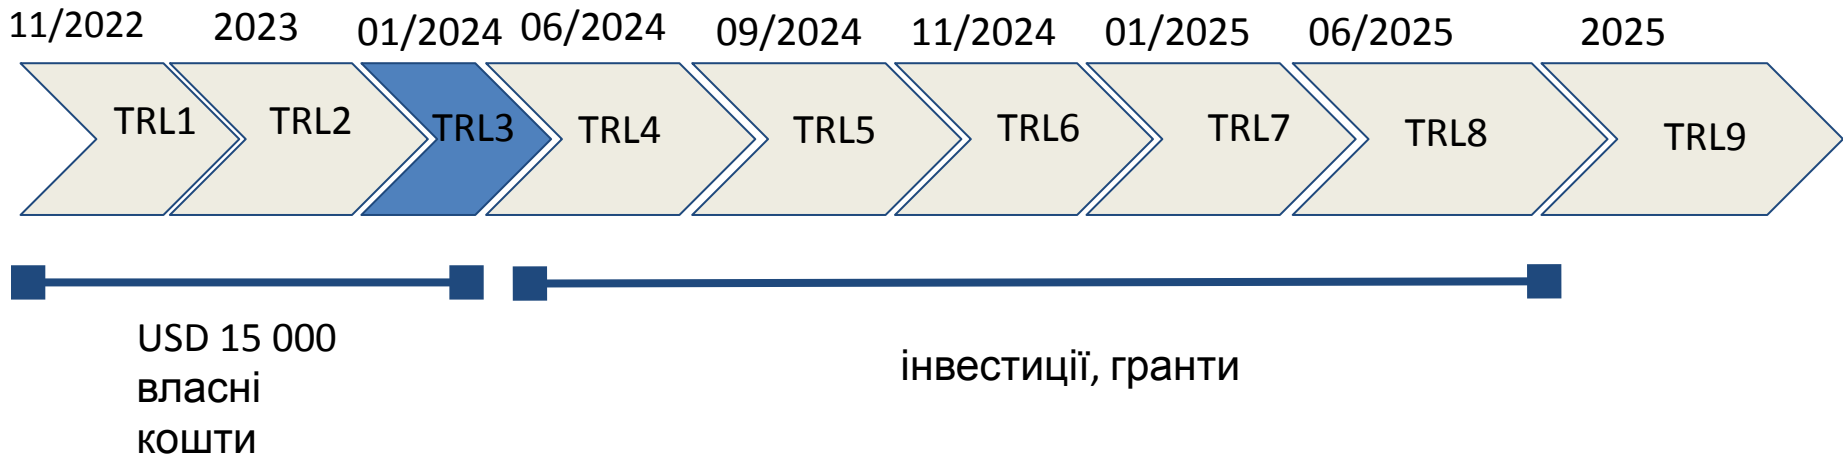 11/2022 2023 01/2024 06/2024 09/2024 11/2024 01/2025 06/2025 2025
TRL1 TRL2 TRL3 TRL4 TRL5 TRL6 TRL7 TRL8 TRL9
USD 15 000
власні
кошти
інвестиції, гранти